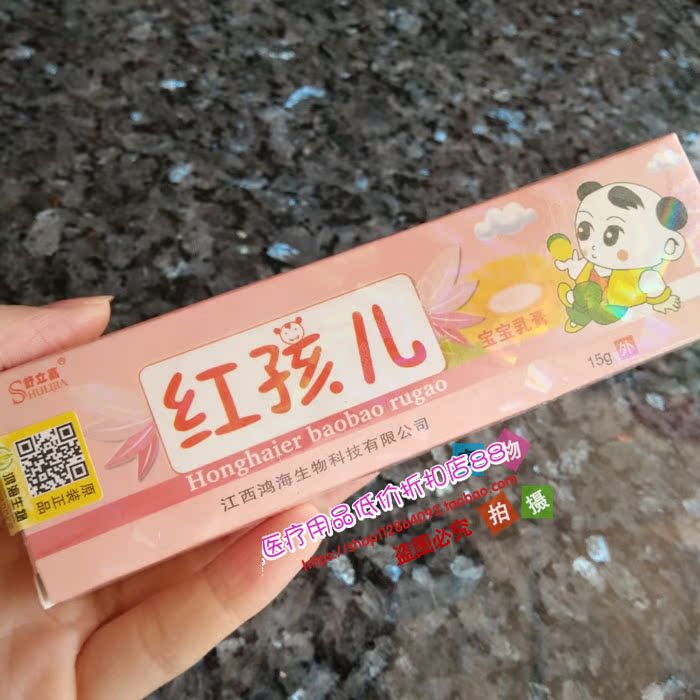 舒立嘉®
SHULIJIA
红孩儿
Honghaier baobao rugao
江西鸿海生物科技有限公司
宝宝乳膏
15g
外
原装正品
医疗用品低价折扣店88
拍摄
盗图必究